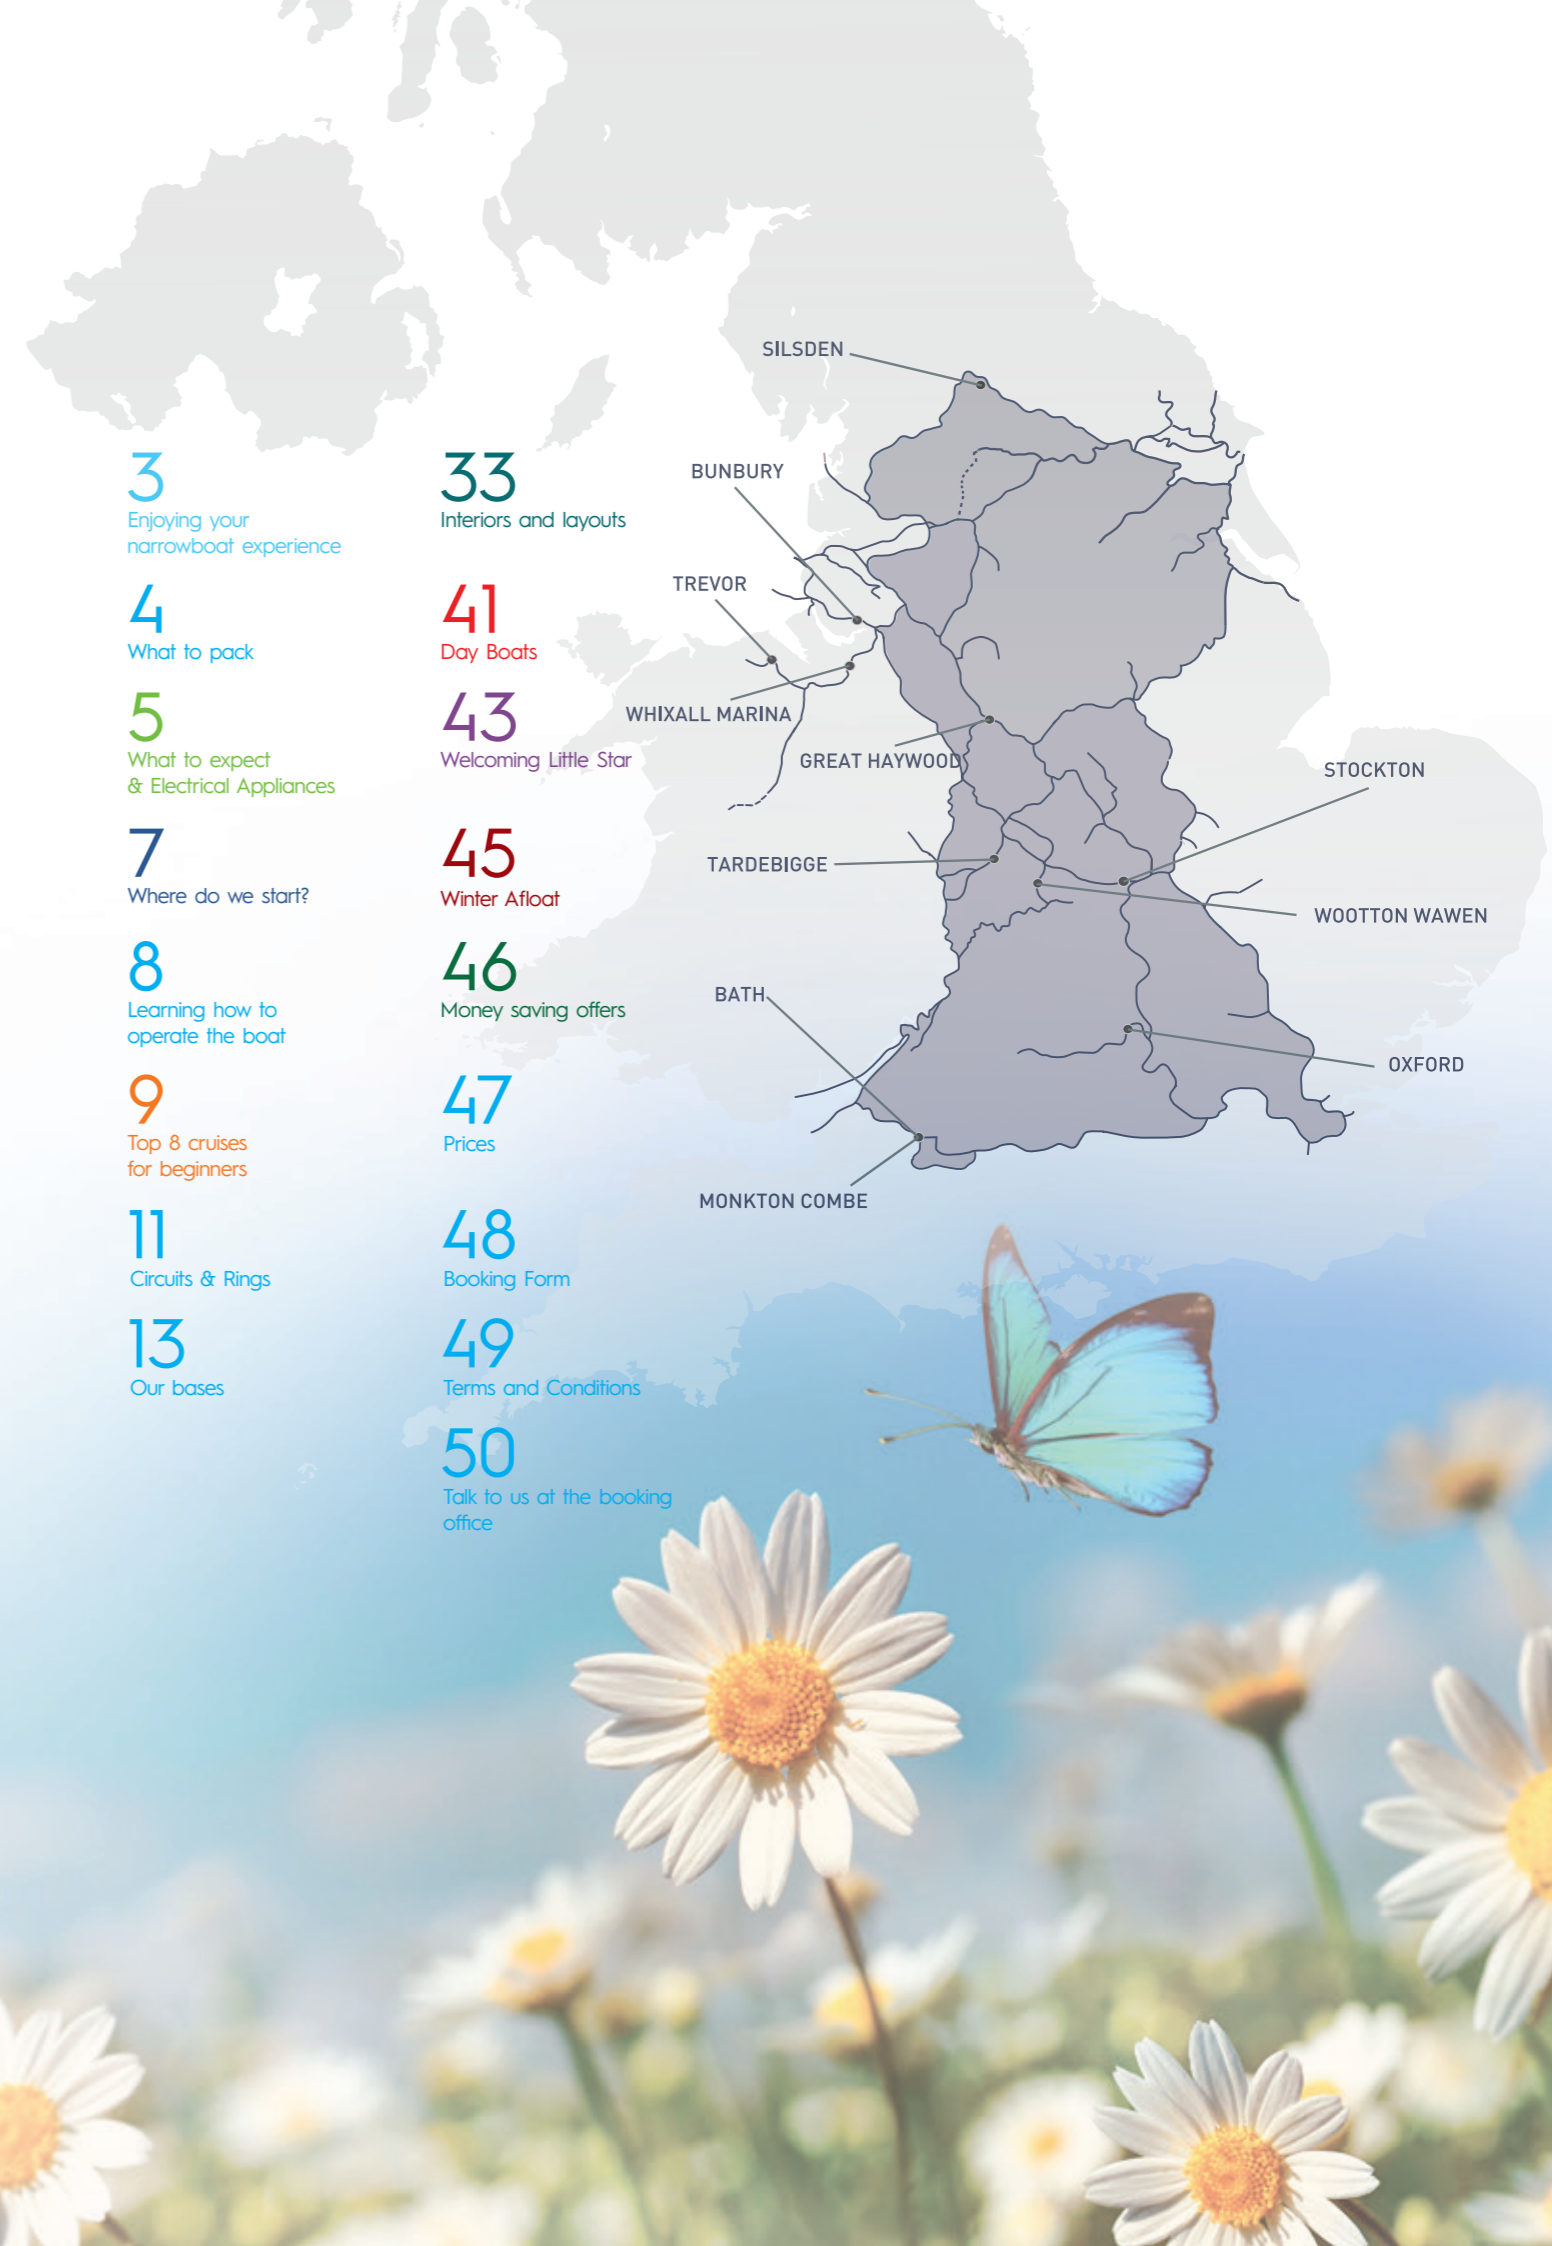 3
Enjoying your
narrowboat experience
4
What to pack
5
What to expect
& Electrical Appliances
7
Where do we start?
8
Learning how to
operate the boat
9
Top 8 cruises
for beginners
11
Circuits & Rings
13
Our bases
33
Interiors and layouts
41
Day Boats
43
Welcoming Little Star
45
Winter Afloat
46
Money saving offers
47
Prices
48
Booking Form
49
Terms and Conditions
50
Talk to us at the booking
office
SILSDEN
BUNBURY
TREVOR
WHIXALL MARINA
GREAT HAYWOOD
STOCKTON
TARDEBIGGE
WOOTTON WAWEN
BATH
OXFORD
MONKTON COMBE